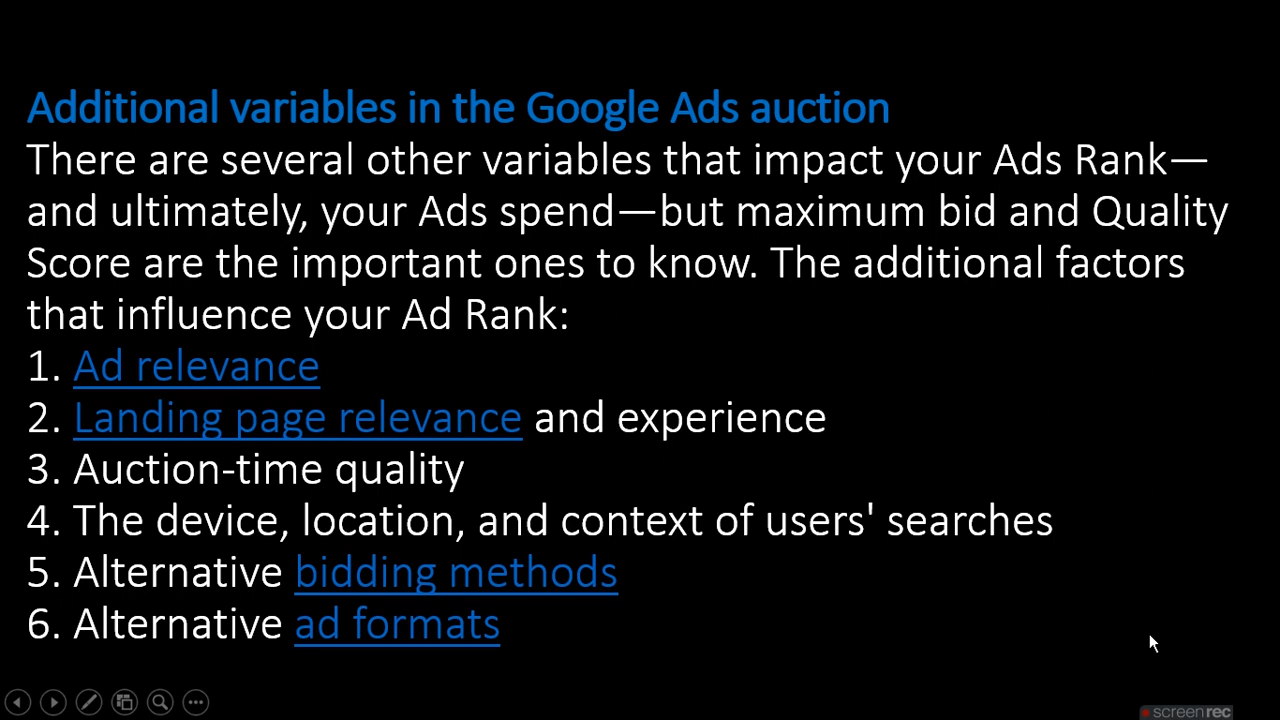 Additional variables in the Google Ads auction
There are several other variables that impact your Ads Rank—
and ultimately, your Ads spend—but maximum bid and Quality
Score are the important ones to know. The additional factors
that influence your Ad Rank:
1. Ad relevance
2. Landing page relevance and experience
3. Auction-time quality
4. The device, location, and context of users' searches
5. Alternative bidding methods
6. Alternative ad formats
screenrec